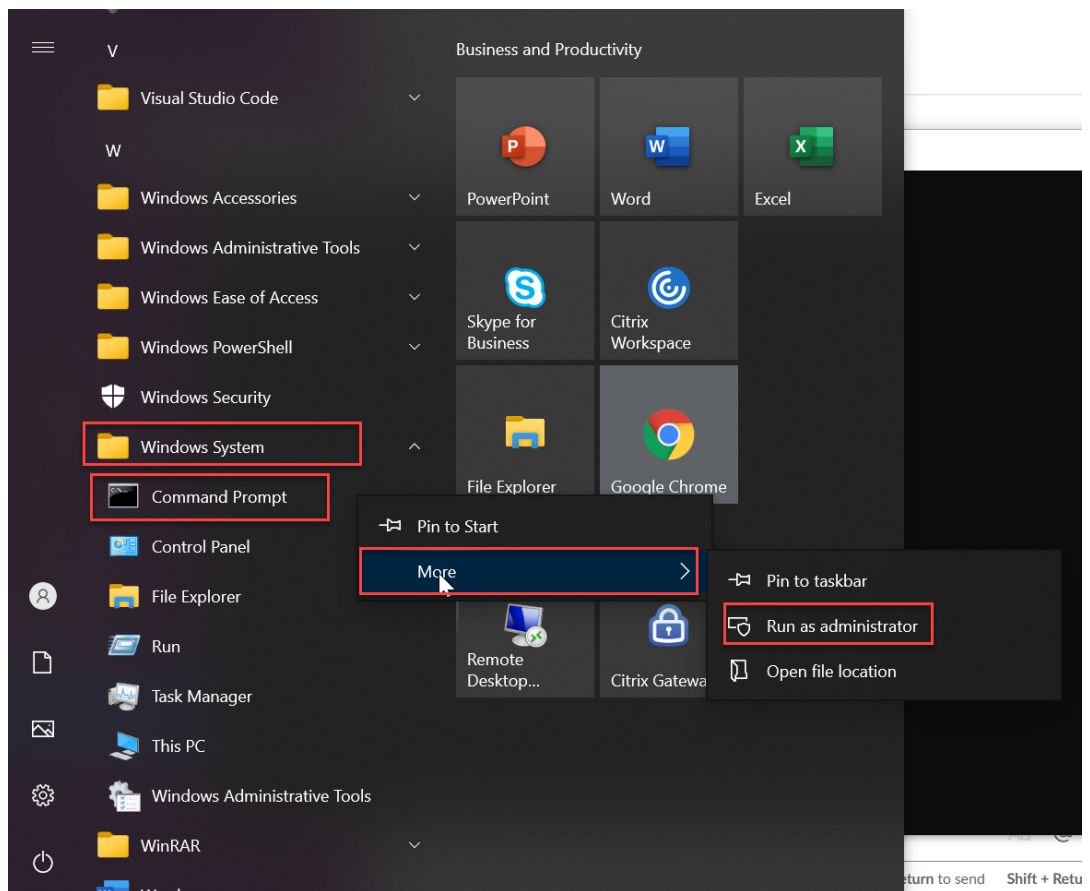 V
Visual Studio Code
W
Windows Accessories
Windows Administrative Tools
Windows Ease of Access
Windows PowerShell
Windows Security
Windows System
Command Prompt
Control Panel
File Explorer
Run
Task Manager
This PC
Windows Administrative Tools
WinRAR
Business and Productivity
PowerPoint
Word
Excel
Skype for
Business
Citrix
Workspace
File Explorer
Google Chrome
Remote
Desktop...
Citrix Gatewa
Pin to Start
More
Pin to taskbar
Run as administrator
Open file location
to send
Shift +